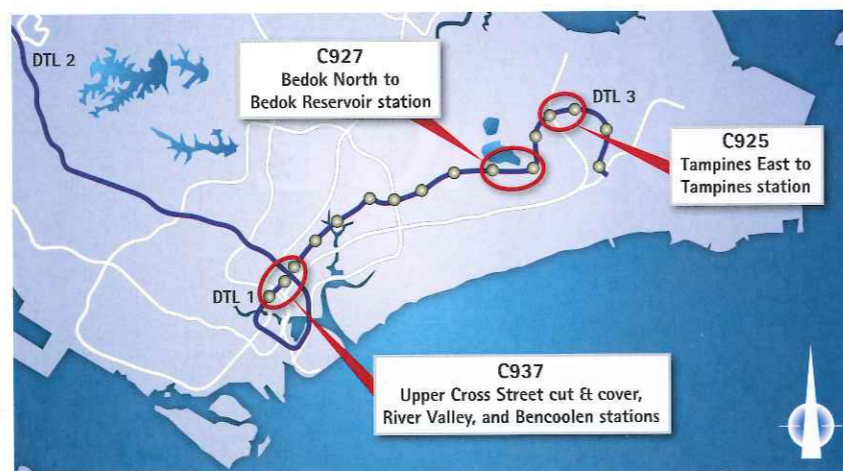 DTL 2
C927
Bedok North to
Bedok Reservoir station
DTL 3
C925
Tampines East to
Tampines station
DTL 1
C937
Upper Cross Street cut & cover,
River Valley, and Bencoolen stations